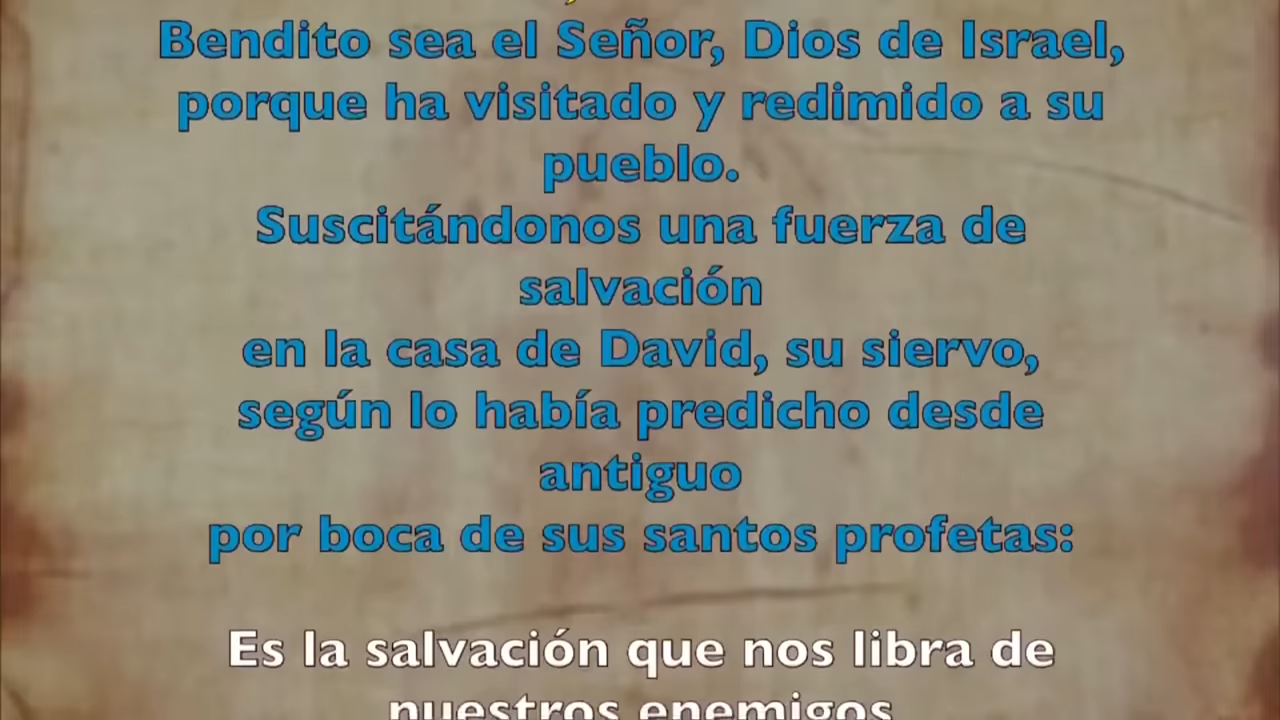 Bendito sea el Señor, Dios de Israel,
porque ha visitado y redimido a su
pueblo.
Suscitándonos una fuerza de
salvación
en la casa de David, su siervo,
según lo había predicho desde
antiguo
por boca de sus santos profetas:
Es la salvación que nos libra de
nuestros enemigos